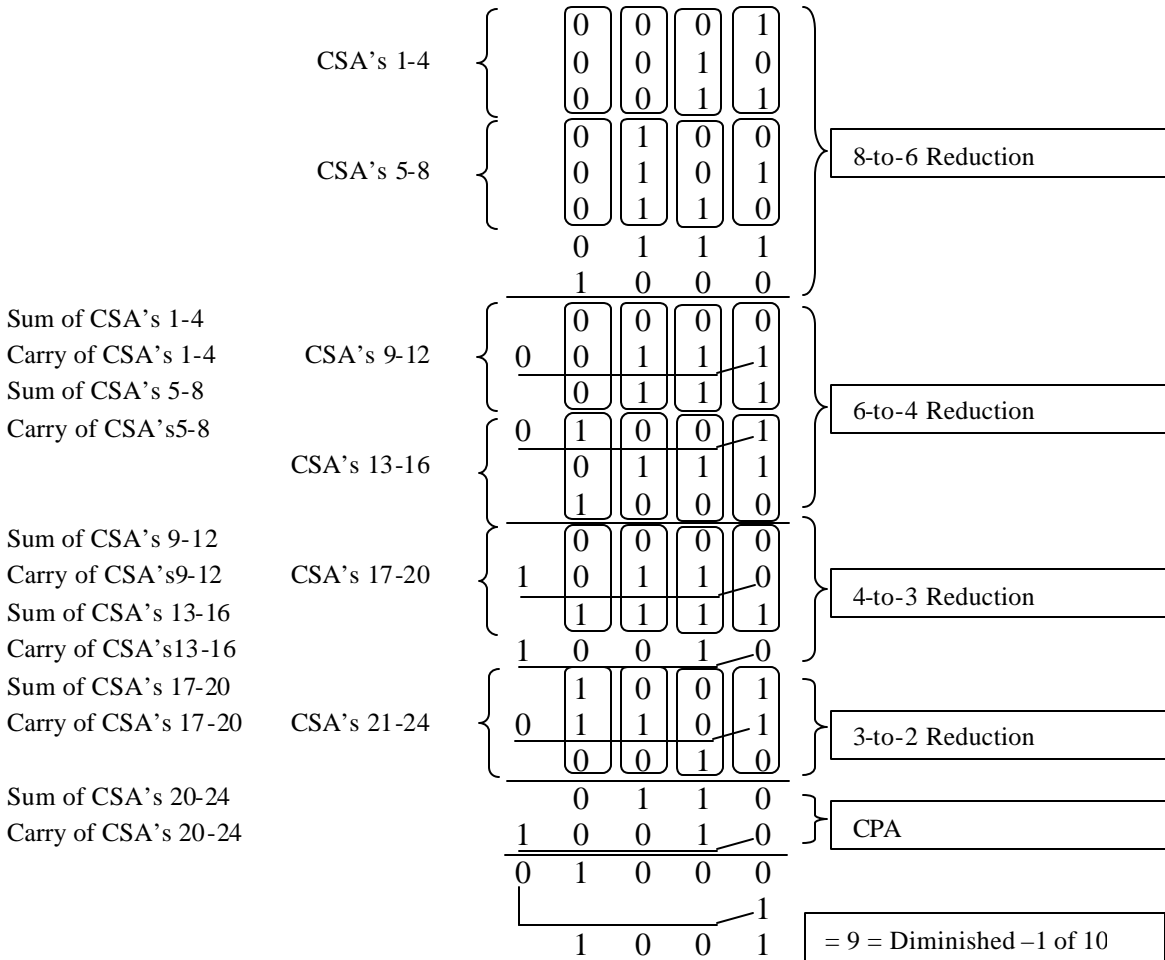 0 0 0 1
CSA's 1-4 0 0 1 0
0 0 1 1
0 1 0 0 8-to-6 Reduction
CSA's 5-8 0 1 0 1
0 1 1 0
0 1 1 1
1 0 0 0
Sum of CSA's 1-4 0 0 0 0
Carry of CSA's 1-4 CSA's 9-12 0 0 1 1 1
Sum of CSA's 5-8 0 1 1 1 6-to-4 Reduction
Carry of CSA's5-8 0 1 0 0 1
CSA's 13-16 0 1 1 1
1 0 0 0
Sum of CSA's 9-12 0 0 0 0
Carry of CSA's9-12 CSA's 17-20 1 0 1 1 0 4-to-3 Reduction
Sum of CSA's 13-16 1 1 1 1
Carry of CSA's13-16 1 0 0 1 0
Sum of CSA's 17-20 1 0 0 1
Carry of CSA's 17-20 CSA's 21-24 0 1 1 0 1 3-to-2 Reduction
0 0 1 0
Sum of CSA's 20-24 0 1 1 0
Carry of CSA's 20-24 1 0 0 1 0 CPA
0 1 0 0 0
1
1 0 0 1 = 9 = Diminished –1 of 10